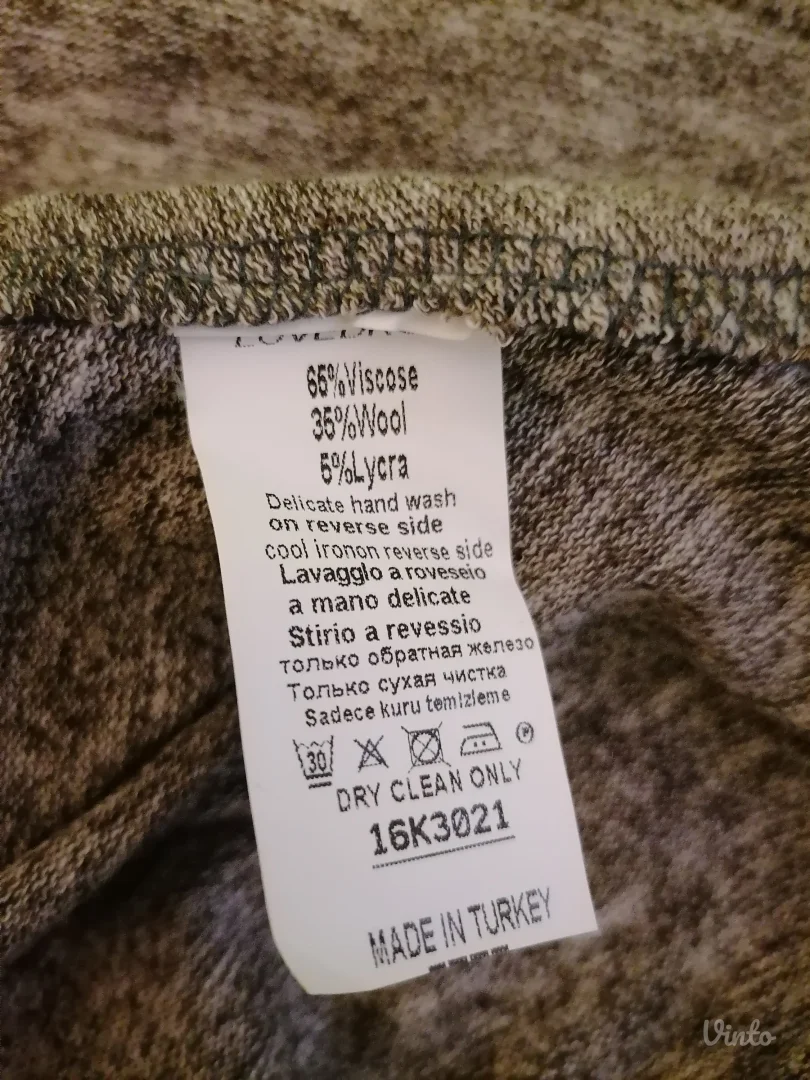 65%Viscose
35%Wool
5%Lycra
Delicate hand wash
on reverse side
cool ironon reverse side
Lavagglo a roveseio
a mano delicate
Stirio a revessio
только обратная железо
Только сухая чистка
Sadece kuru temizleme
30 P
DRY CLEAN ONLY
16K3021
MADE IN TURKEY
Vinto